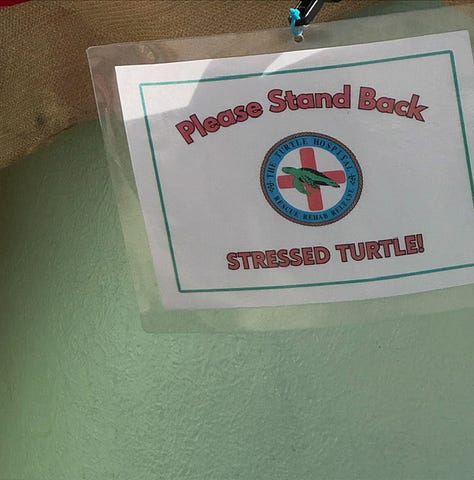 Please Stand Back
THE TURTLE HOSPITAL
RESCUE REHAB RELEASE
STRESSED TURTLE!